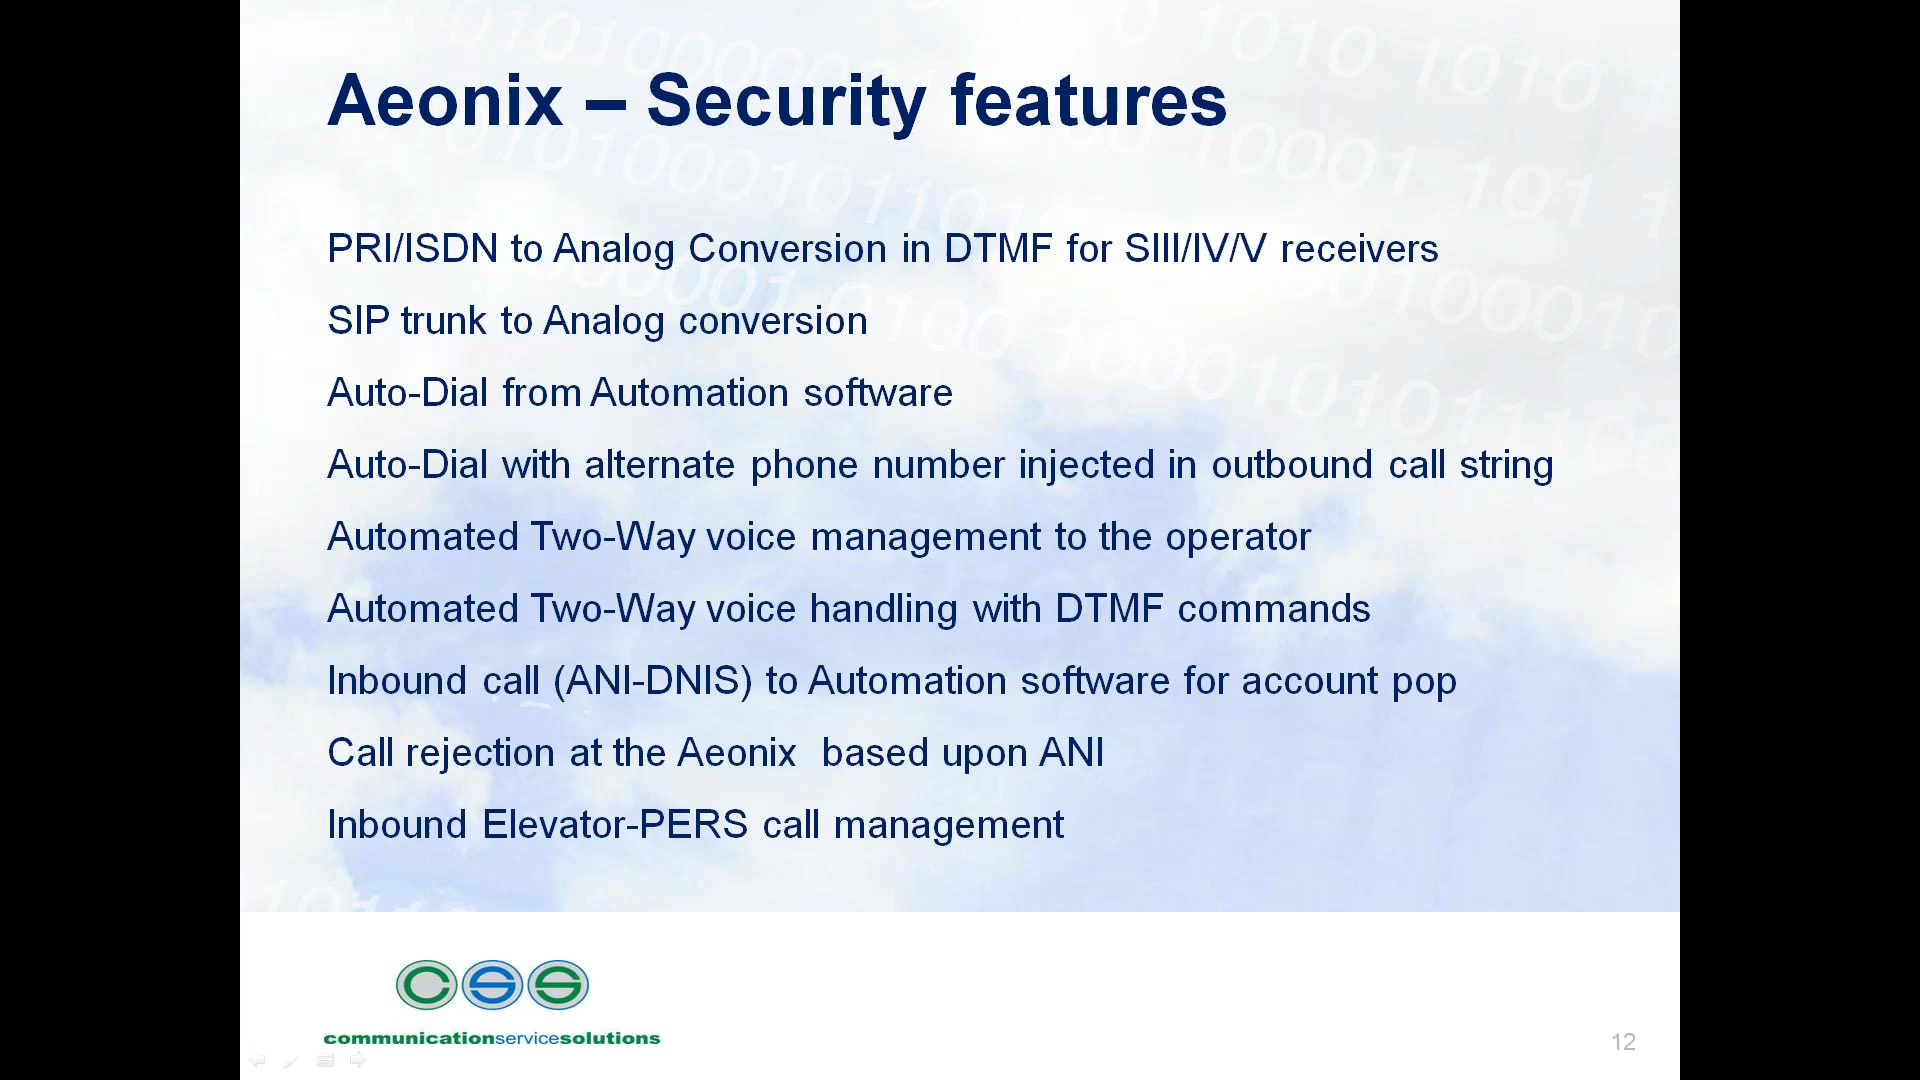 Aeonix – Security features
PRI/ISDN to Analog Conversion in DTMF for SIII/IV/V receivers
SIP trunk to Analog conversion
Auto-Dial from Automation software
Auto-Dial with alternate phone number injected in outbound call string
Automated Two-Way voice management to the operator
Automated Two-Way voice handling with DTMF commands
Inbound call (ANI-DNIS) to Automation software for account pop
Call rejection at the Aeonix  based upon ANI
Inbound Elevator-PERS call management
CSS
communicationservicesolutions
12